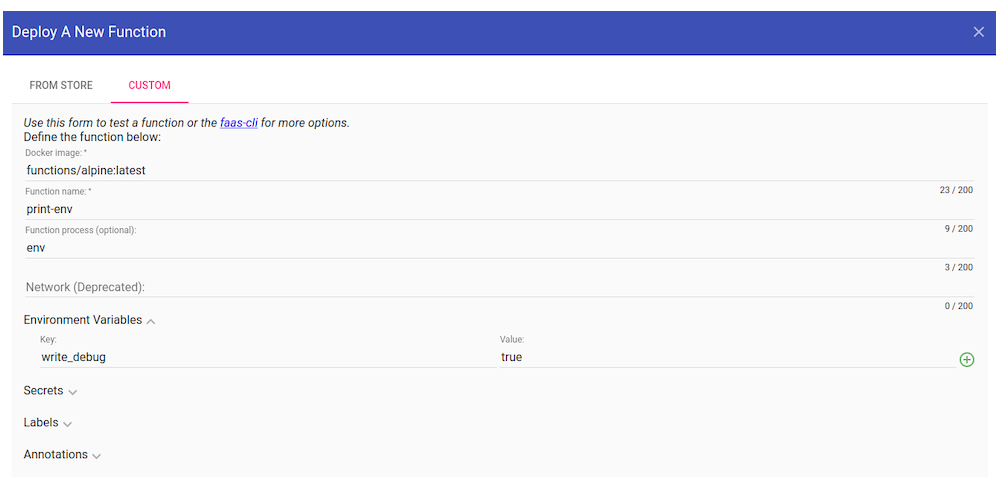 Deploy A New Function
FROM STORE CUSTOM
Use this form to test a function or the faas-cli for more options.
Define the function below:
Docker image: *
functions/alpine:latest
23 / 200
Function name: *
print-env
9 / 200
Function process (optional):
env
3 / 200
Network (Deprecated):
0 / 200
Environment Variables
Key: Value:
write_debug true
Secrets
Labels
Annotations